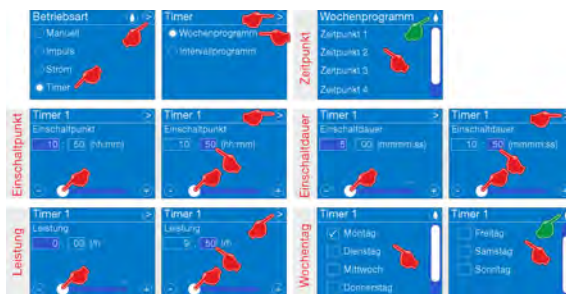 Betriebsart
Manuell
Impuls
Strom
Timer
Timer >
Wochenprogramm
Intervallprogramm
Zeitpunkt
Wochenprogramm
Zeitpunkt 1
Zeitpunkt 2
Zeitpunkt 3
Zeitpunkt 4
Einschaltpunkt
Timer 1 >
Einschaltpunkt
10 : 50 (hh:mm)
Timer 1 >
Einschaltpunkt
10 : 50 (hh:mm)
Einschaltdauer
Timer 1 >
Einschaltdauer
00 (mmmm:ss)
Timer 1 >
Einschaltdauer
10 50 (mmmm:ss)
Leistung
Timer 1 >
Leistung
0 00 l/h
Timer 1 >
Leistung
9 50 l/h
Wochentag
Timer 1
Montag
Dienstag
Mittwoch
Donnerstag
Timer 1
Freitag
Samstag
Sonntag